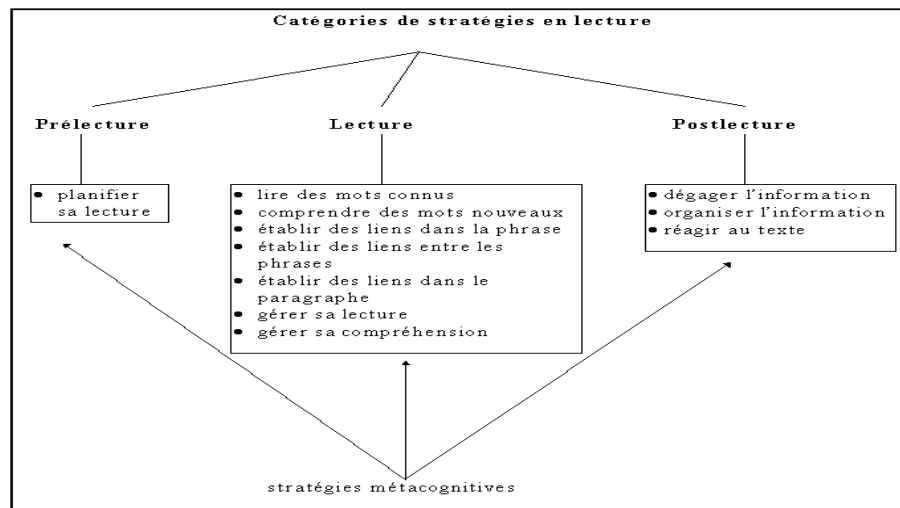 Catégories de stratégies en lecture
Prélecture
Lecture
Postlecture
• planifier
sa lecture
• lire des mots connus
• comprendre des mots nouveaux
• établir des liens dans la phrase
• établir des liens entre les
phrases
• établir des liens dans le
paragraphe
• gérer sa lecture
• gérer sa compréhension
• dégager l'information
• organiser l'information
• réagir au texte
stratégies métacognitives